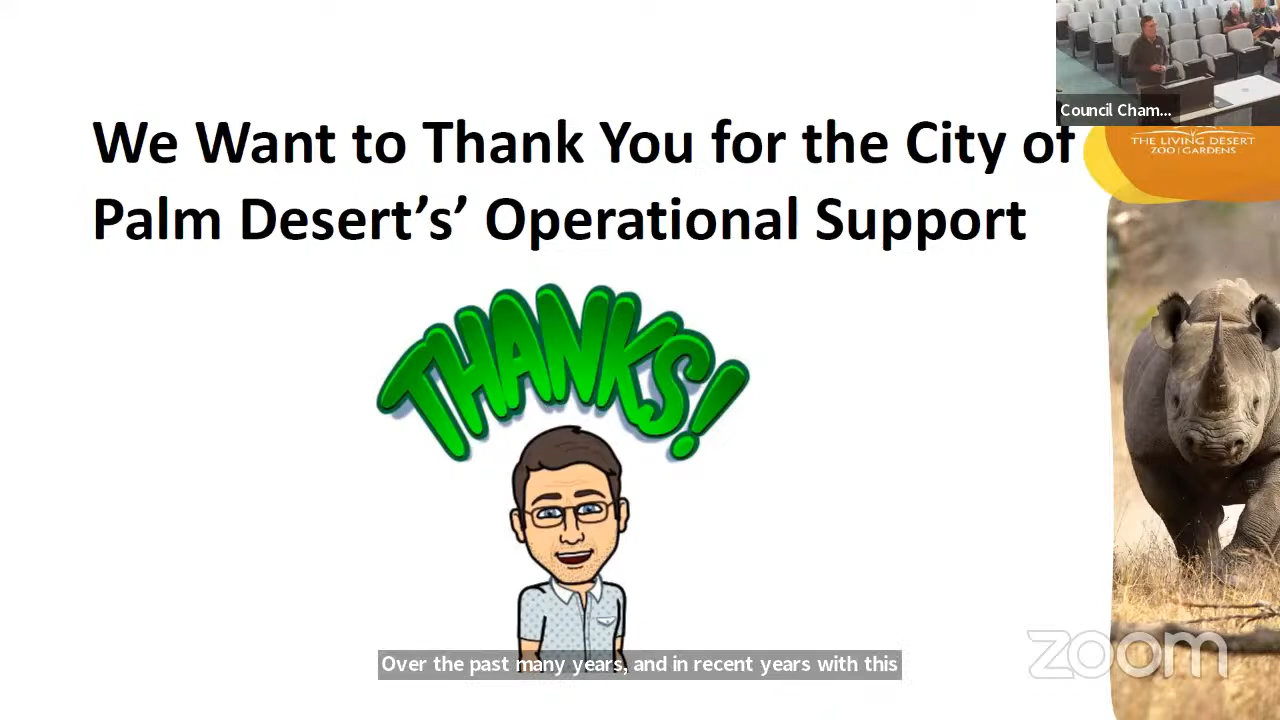 Council Cham...
We Want to Thank You for the City of
Palm Desert’s’ Operational Support
THE LIVING DESERT
ZOO | GARDENS
THANKS!
Over the past many years, and in recent years with this
zoom